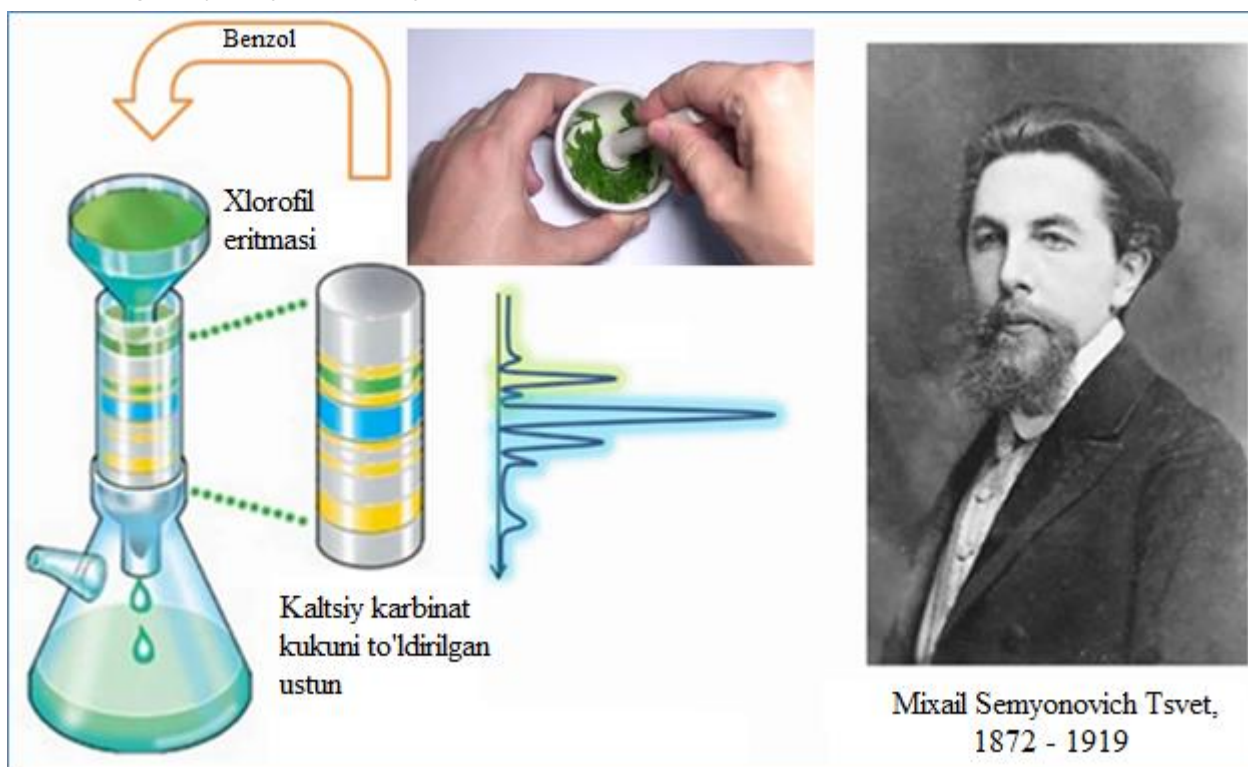 Benzol
Xlorofil
eritmasi
Kaltsiy karbinat
kukuni to'ldirilgan
ustun
Mixail Semyonovich Tsvet,
1872 - 1919